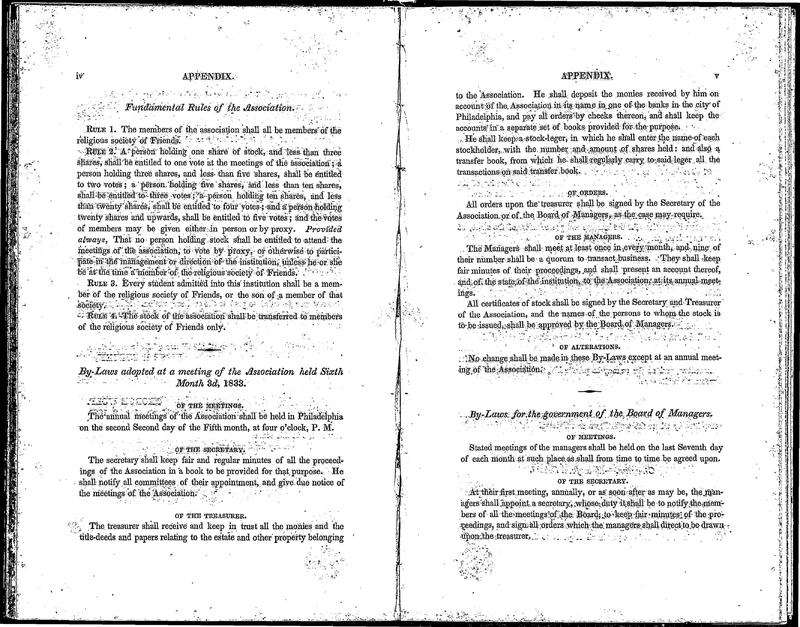 iv APPENDIX.
Fundamental Rules of the Association.
RULE 1. The members of the association shall all be members of the
religious society of Friends.
RULE 2. A person holding one share of stock, and less than three
shares, shall be entitled to one vote at the meetings of the association; a
person holding three shares, and less than five shares, shall be entitled
to two votes; a person holding five shares, and less than ten shares,
shall be entitled to three votes; a person holding ten shares, and less
than twenty shares, shall be entitled to four votes; and a person holding
twenty shares and upwards, shall be entitled to five votes; and the votes
of members may be given either in person or by proxy. Provided
always, That no person holding stock shall be entitled to attend the
meetings of the association, to vote by proxy, or otherwise to partici-
pate in the management or direction of the institution, unless he or she
be at the time a member of the religious society of Friends.
RULE 3. Every student admitted into this institution shall be a mem-
ber of the religious society of Friends, or the son of a member of that
society.
RULE 4. The stock of the association shall be transferred to members
of the religious society of Friends only.
By-Laws adopted at a meeting of the Association held Sixth
Month 3d, 1833.
OF THE MEETINGS.
The annual meetings of the Association shall be held in Philadelphia
on the second Second day of the Fifth month, at four o'clock, P. M.
OF THE SECRETARY.
The secretary shall keep fair and regular minutes of all the proceed-
ings of the Association in a book to be provided for that purpose. He
shall notify all committees of their appointment, and give due notice of
the meetings of the Association.
OF THE TREASURER.
The treasurer shall receive and keep in trust all the monies and the
title-deeds and papers relating to the estate and other property belonging
APPENDIX. v
to the Association. He shall deposit the monies received by him on
account of the Association in its name in one of the banks in the city of
Philadelphia, and pay all orders by checks thereon, and shall keep the
accounts in a separate set of books provided for the purpose.
He shall keep a stock-leger, in which he shall enter the name of each
stockholder, with the number and amount of shares held: and also a
transfer book, from which he shall regularly carry to said leger all the
transactions on said transfer book.
OF ORDERS.
All orders upon the treasurer shall be signed by the Secretary of the
Association or of the Board of Managers, as the case may require.
OF THE MANAGERS.
The Managers shall meet at least once in every month, and nine of
their number shall be a quorum to transact business. They shall keep
fair minutes of their proceedings, and shall present an account thereof,
and of the state of the institution, to the Association, at its annual meet-
ings.
All certificates of stock shall be signed by the Secretary and Treasurer
of the Association, and the names of the persons to whom the stock is
to be issued, shall be approved by the Board of Managers.
OF ALTERATIONS.
No change shall be made in these By-Laws except at an annual meet-
ing of the Association.
By-Laws for the government of the Board of Managers.
OF MEETINGS.
Stated meetings of the managers shall be held on the last Seventh day
of each month at such place as shall from time to time be agreed upon.
OF THE SECRETARY.
At their first meeting, annually, or as soon after as may be, the man-
agers shall appoint a secretary, whose duty it shall be to notify the mem-
bers of all the meetings of the Board; to keep fair minutes of the pro-
ceedings, and sign all orders which the managers shall direct to be drawn
upon the treasurer.